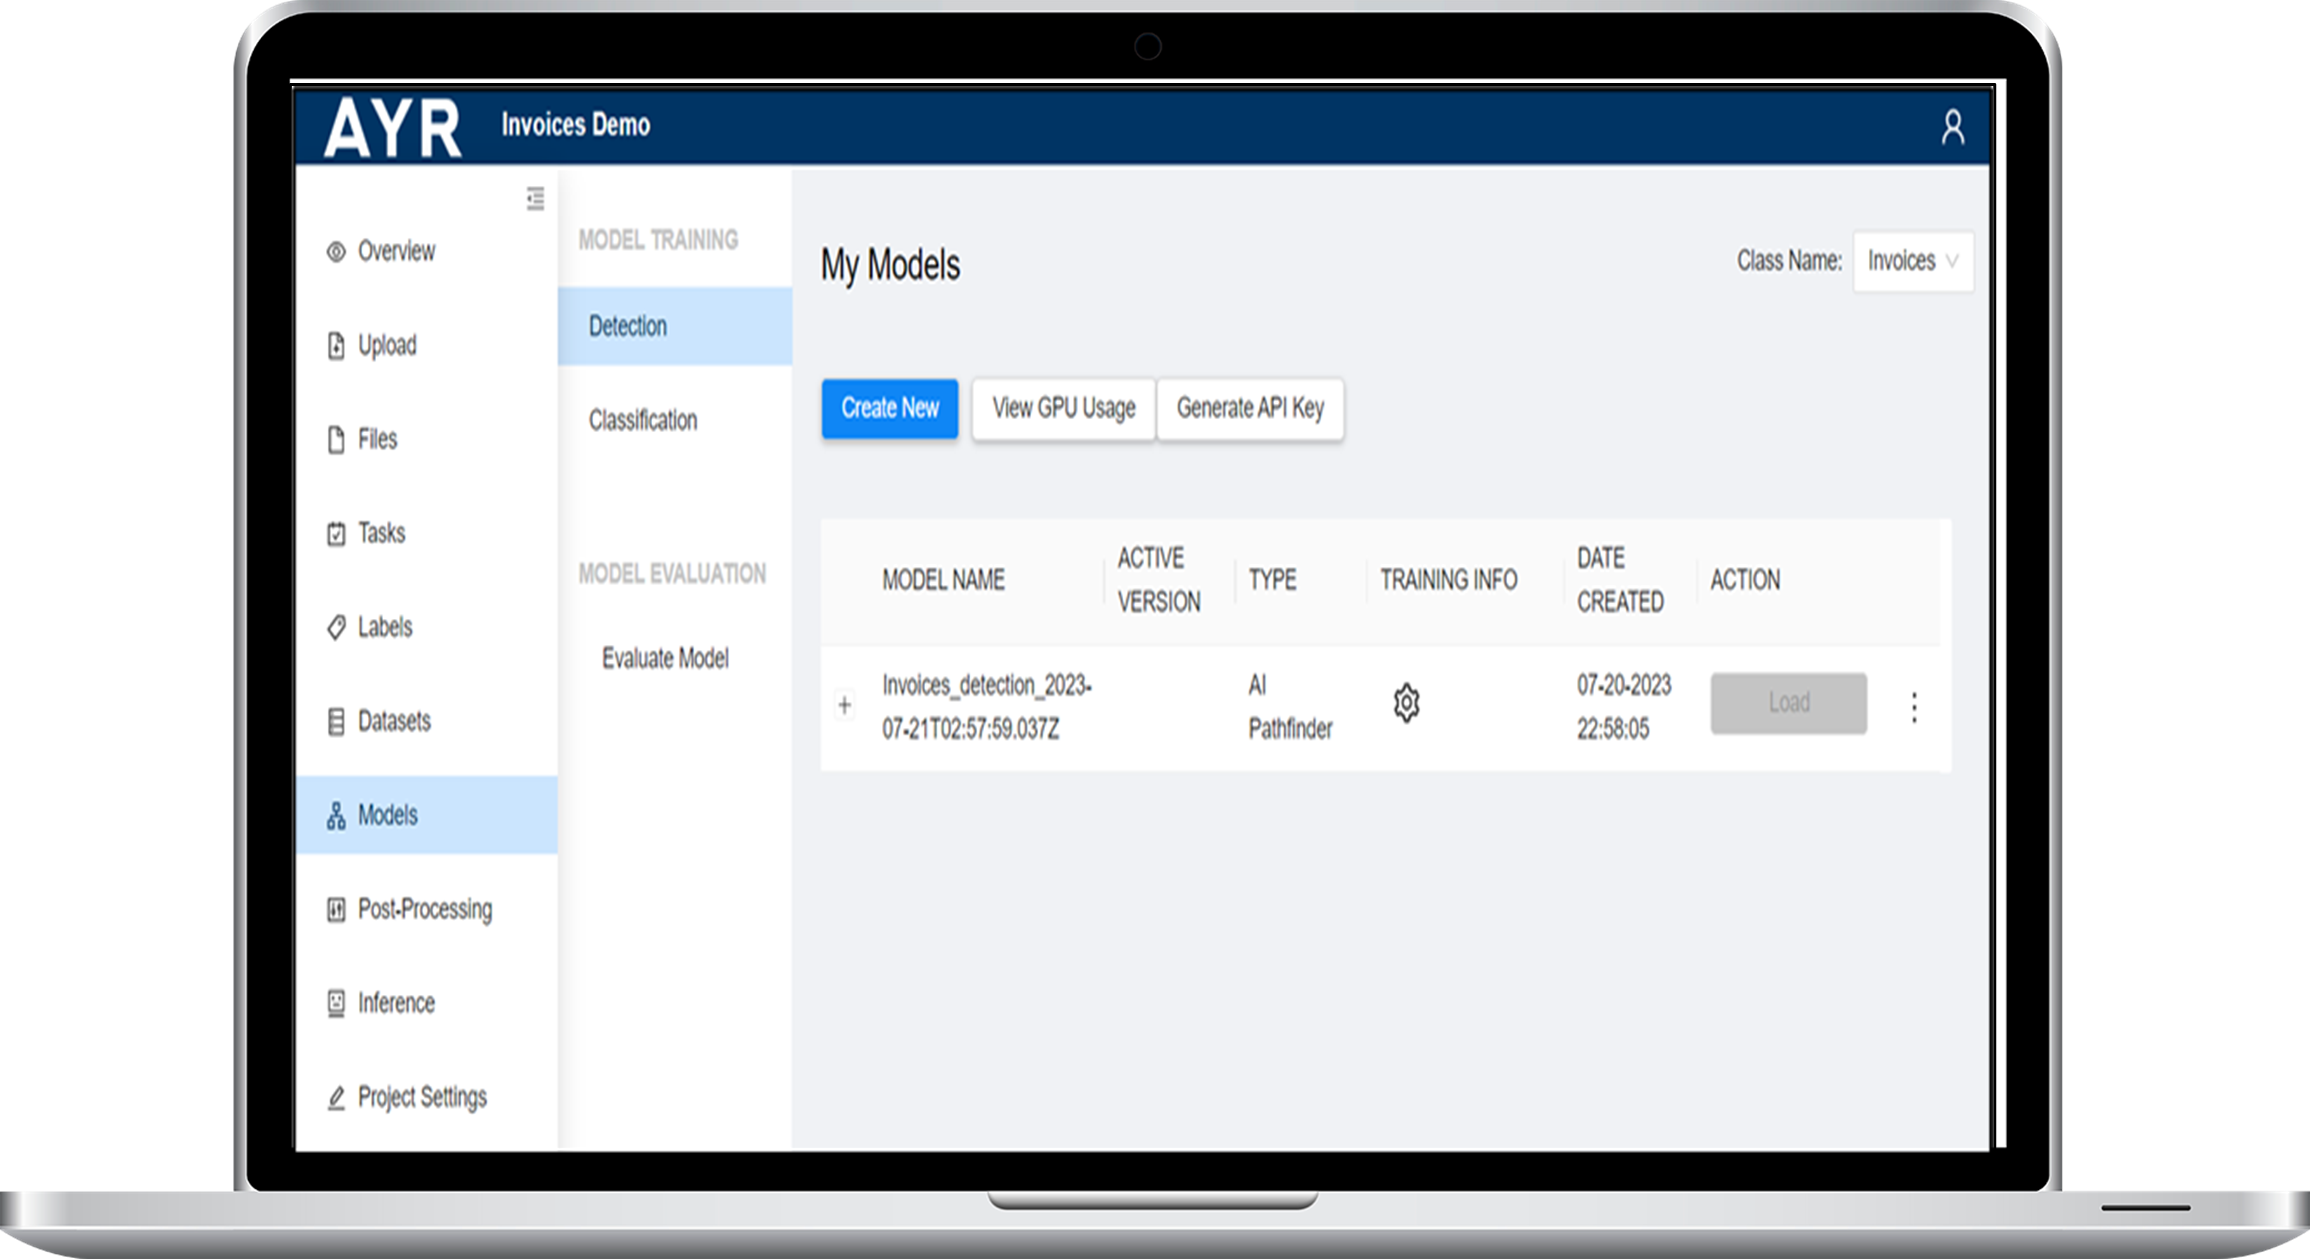 AYR
Invoices Demo
Overview
Upload
Files
Tasks
Labels
Datasets
Models
Post-Processing
Inference
Project Settings
MODEL TRAINING
Detection
Classification
MODEL EVALUATION
Evaluate Model
My Models
Class Name: Invoices
Create New
View GPU Usage
Generate API Key
MODEL NAME
ACTIVE
VERSION
TYPE
TRAINING INFO
DATE
CREATED
ACTION
Invoices_detection_2023-
07-21T02:57:59.037Z
AI
Pathfinder
07-20-2023
22:58:05
Load